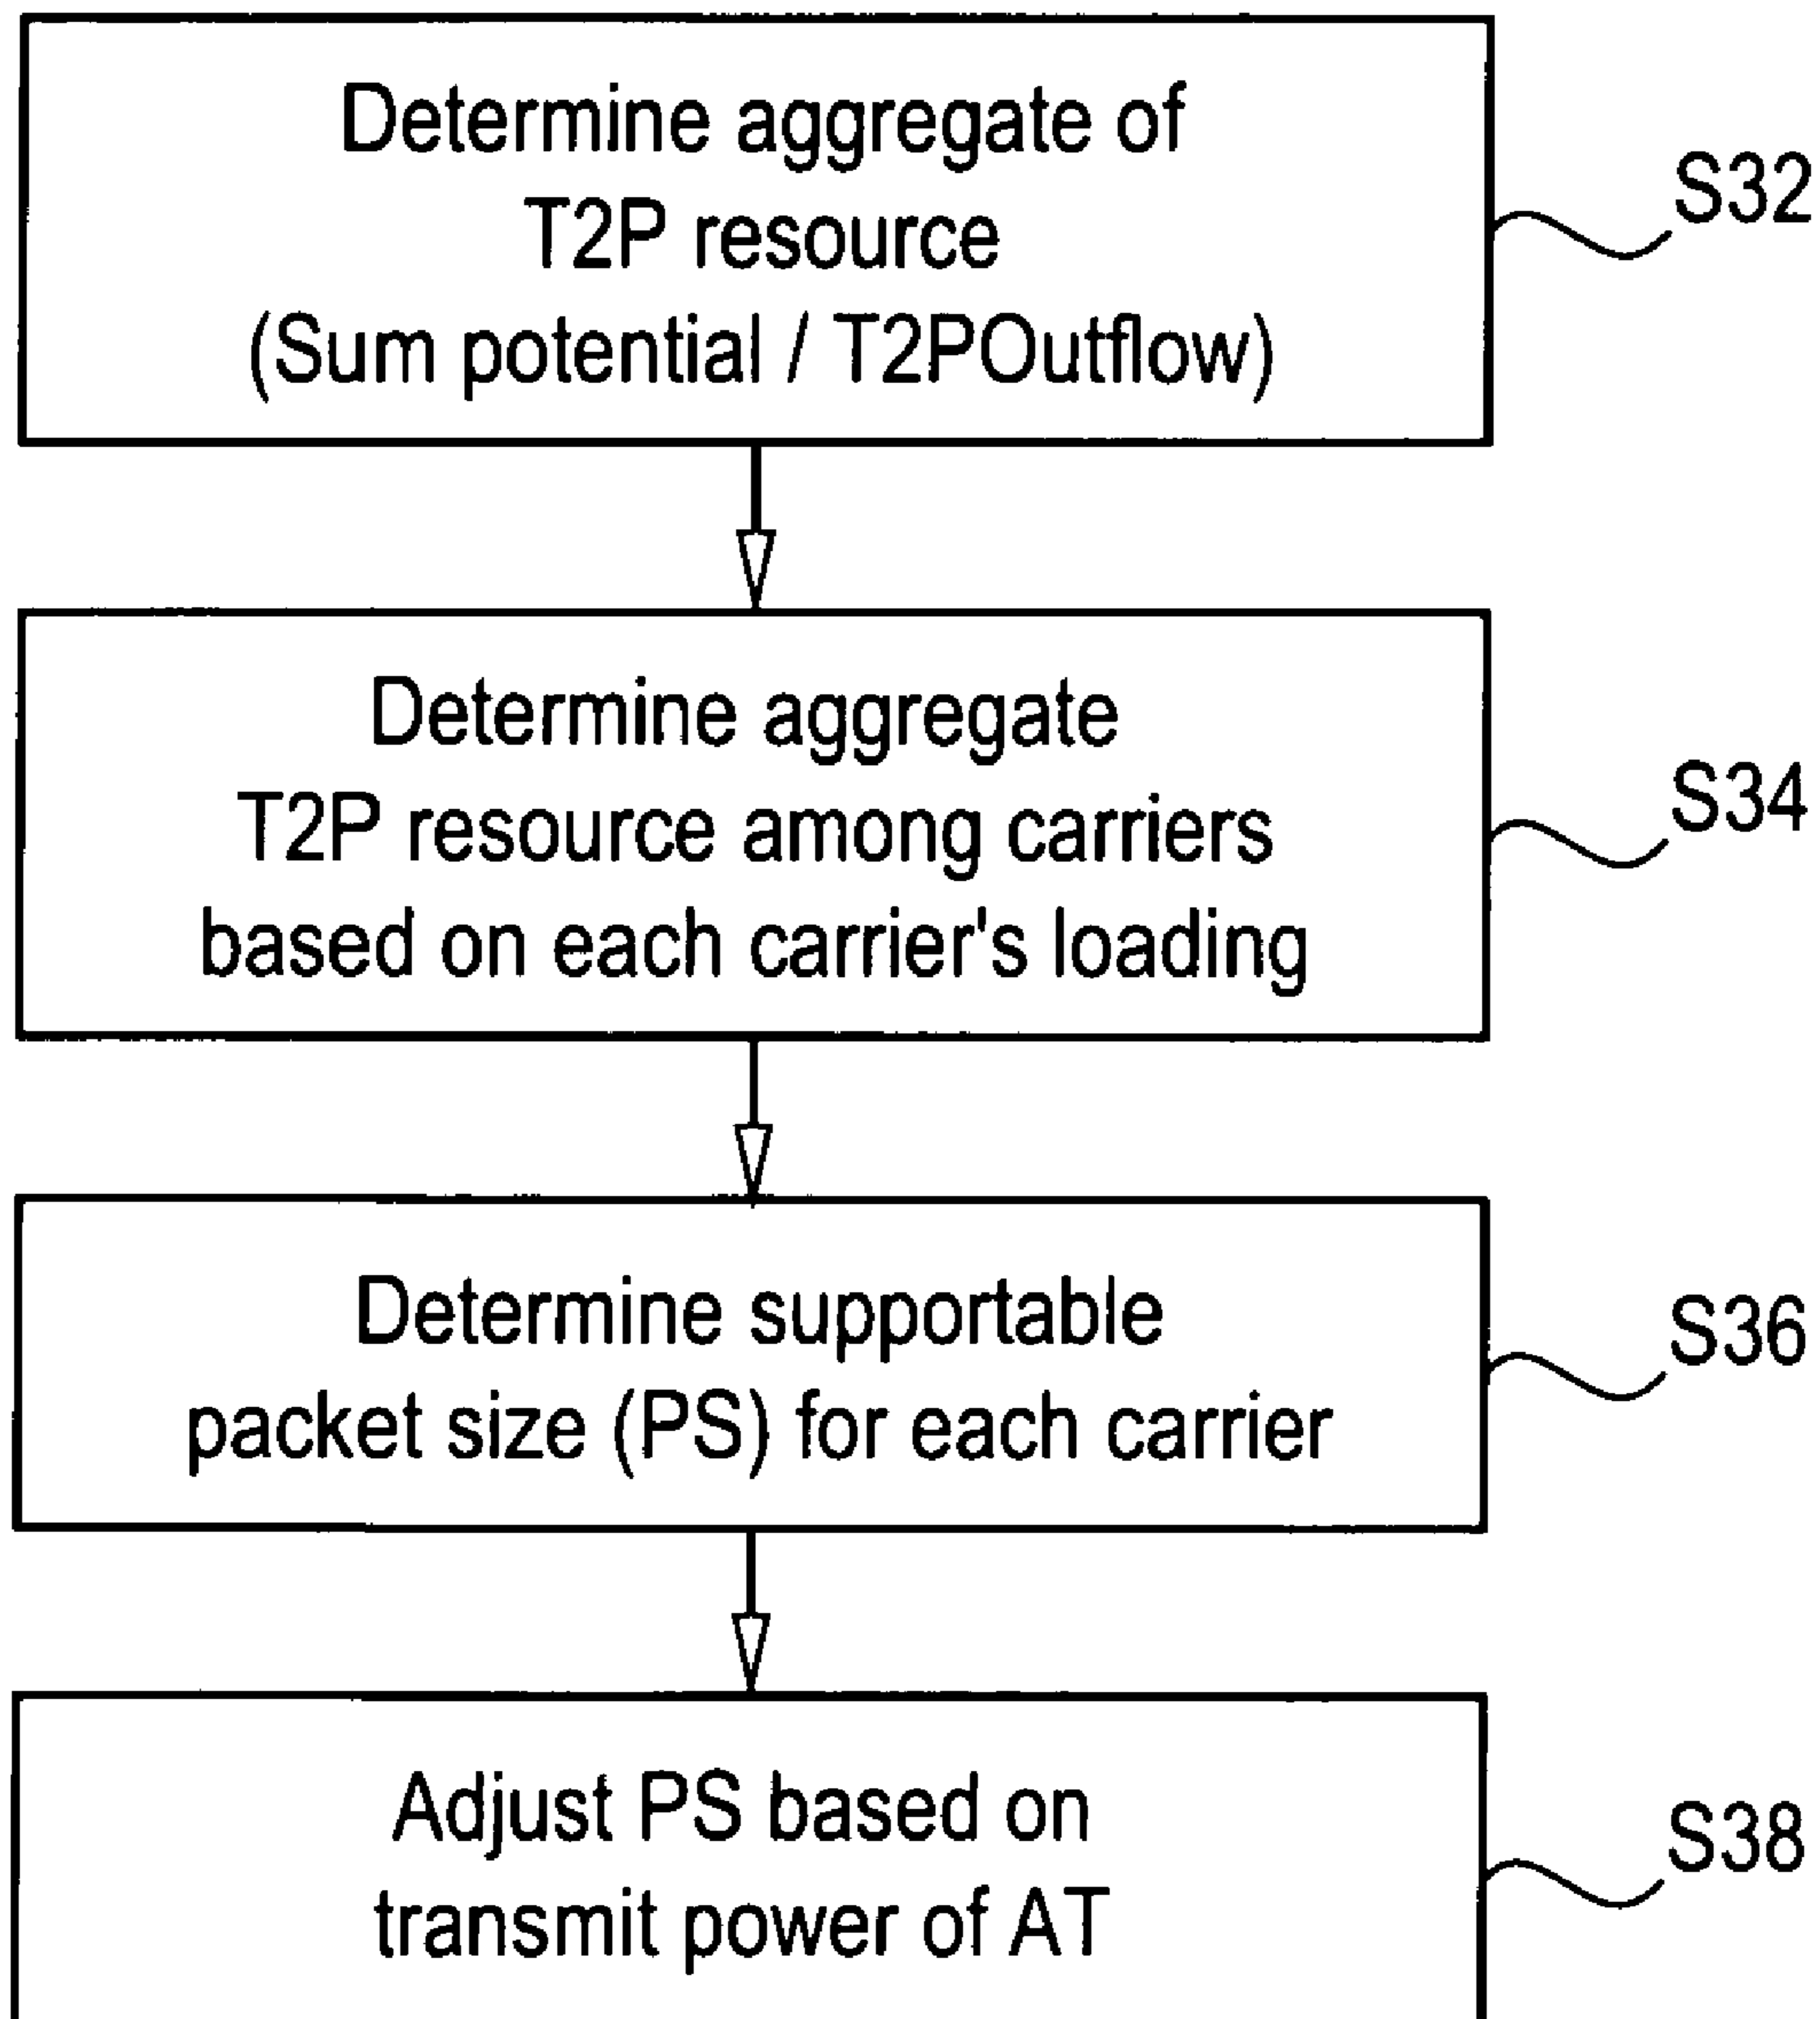 Determine aggregate of
T2P resource
(Sum potential / T2POutflow)
S32
Determine aggregate
T2P resource among carriers
based on each carrier's loading
S34
Determine supportable
packet size (PS) for each carrier
S36
Adjust PS based on
transmit power of AT
S38